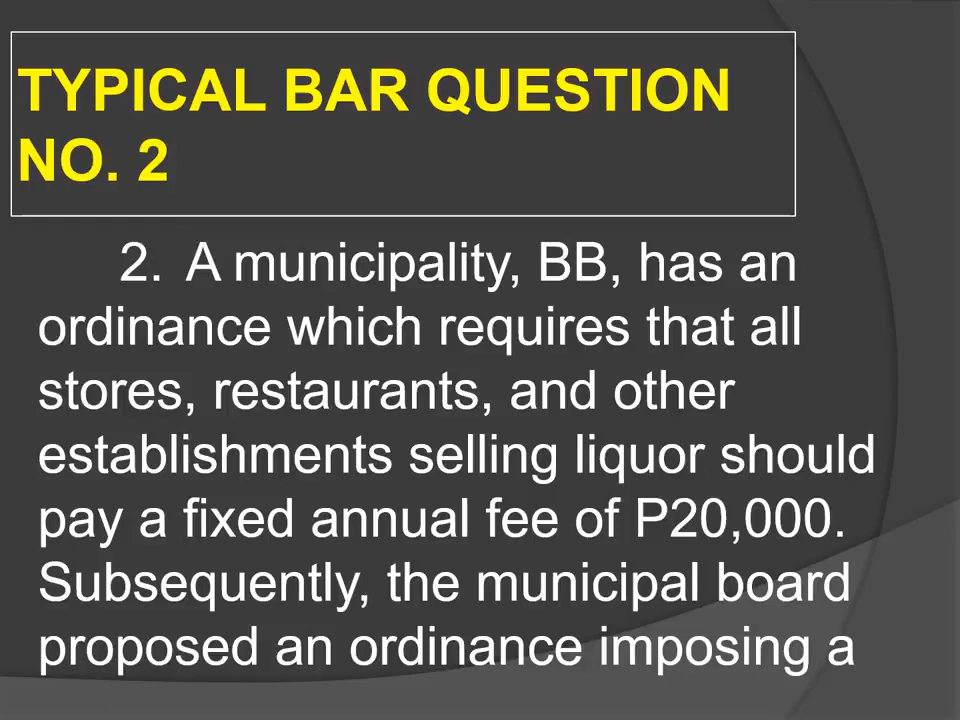 TYPICAL BAR QUESTION
NO. 2
2. A municipality, BB, has an
ordinance which requires that all
stores, restaurants, and other
establishments selling liquor should
pay a fixed annual fee of P20,000.
Subsequently, the municipal board
proposed an ordinance imposing a